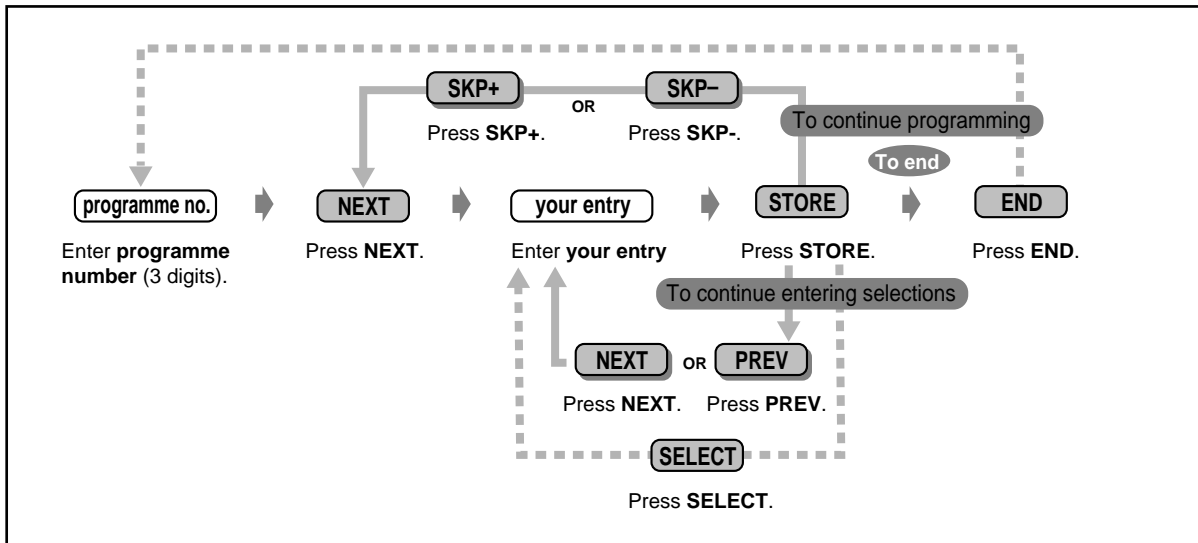 SKP+
OR
SKP–
Press SKP+.
Press SKP-.
To continue programming
To end
programme no.
NEXT
your entry
STORE
END
Enter programme
number (3 digits).
Press NEXT.
Enter your entry
Press STORE.
Press END.
To continue entering selections
NEXT
OR
PREV
Press NEXT.
Press PREV.
SELECT
Press SELECT.